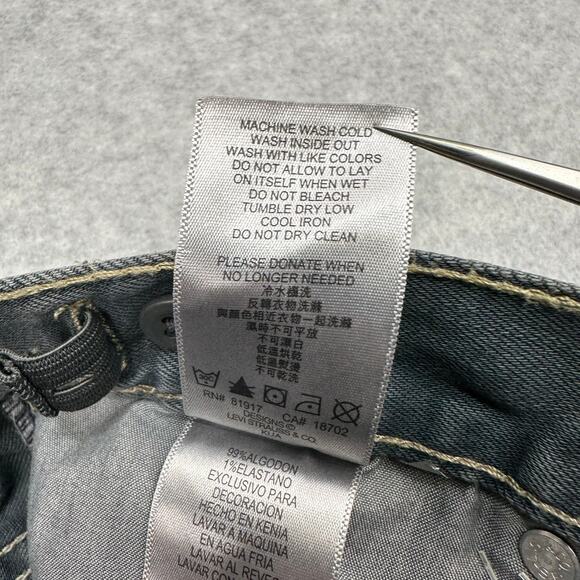 MACHINE WASH COLD
WASH INSIDE OUT
WASH WITH LIKE COLORS
DO NOT ALLOW TO LAY
ON ITSELF WHEN WET
DO NOT BLEACH
TUMBLE DRY LOW
COOL IRON
DO NOT DRY CLEAN
PLEASE DONATE WHEN
NO LONGER NEEDED
冷水機洗
反轉衣物洗滌
與顏色相近衣物一起洗滌
濕時不可平放
不可漂白
低溫烘乾
低溫熨燙
不可乾洗
RN# 81917 CA# 18702
DESIGNS©
LEVI STRAUSS & CO.
KIJA
99% ALGODON
1% ELASTANO
EXCLUSIVO PARA
DECORACION
HECHO EN KENIA
LAVAR A MAQUINA
EN AGUA FRIA
LAVAR AL REVES
LAVAR CON